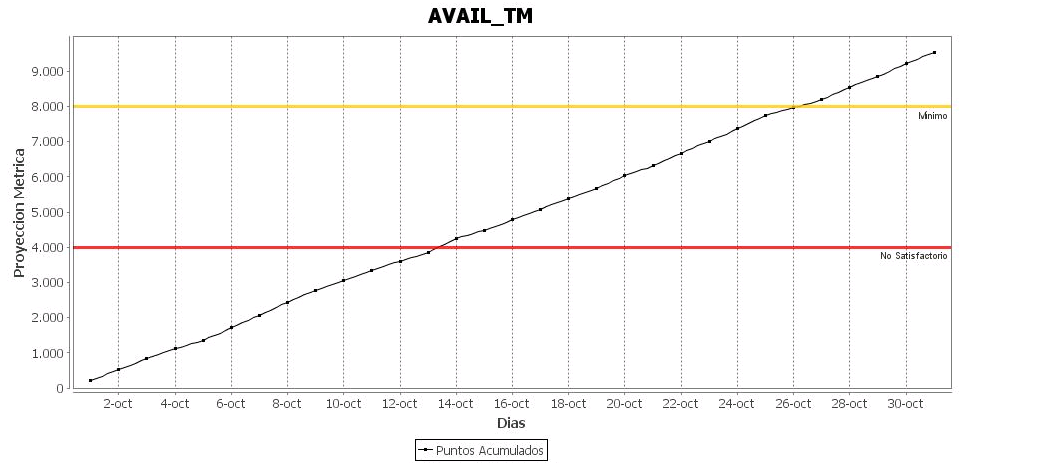 AVAIL_TM
Proyeccion Metrica
9.000
8.000
7.000
6.000
5.000
4.000
3.000
2.000
1.000
0
Mínimo
No Satisfactorio
2-oct 4-oct 6-oct 8-oct 10-oct 12-oct 14-oct 16-oct 18-oct 20-oct 22-oct 24-oct 26-oct 28-oct 30-oct
Dias
Puntos Acumulados